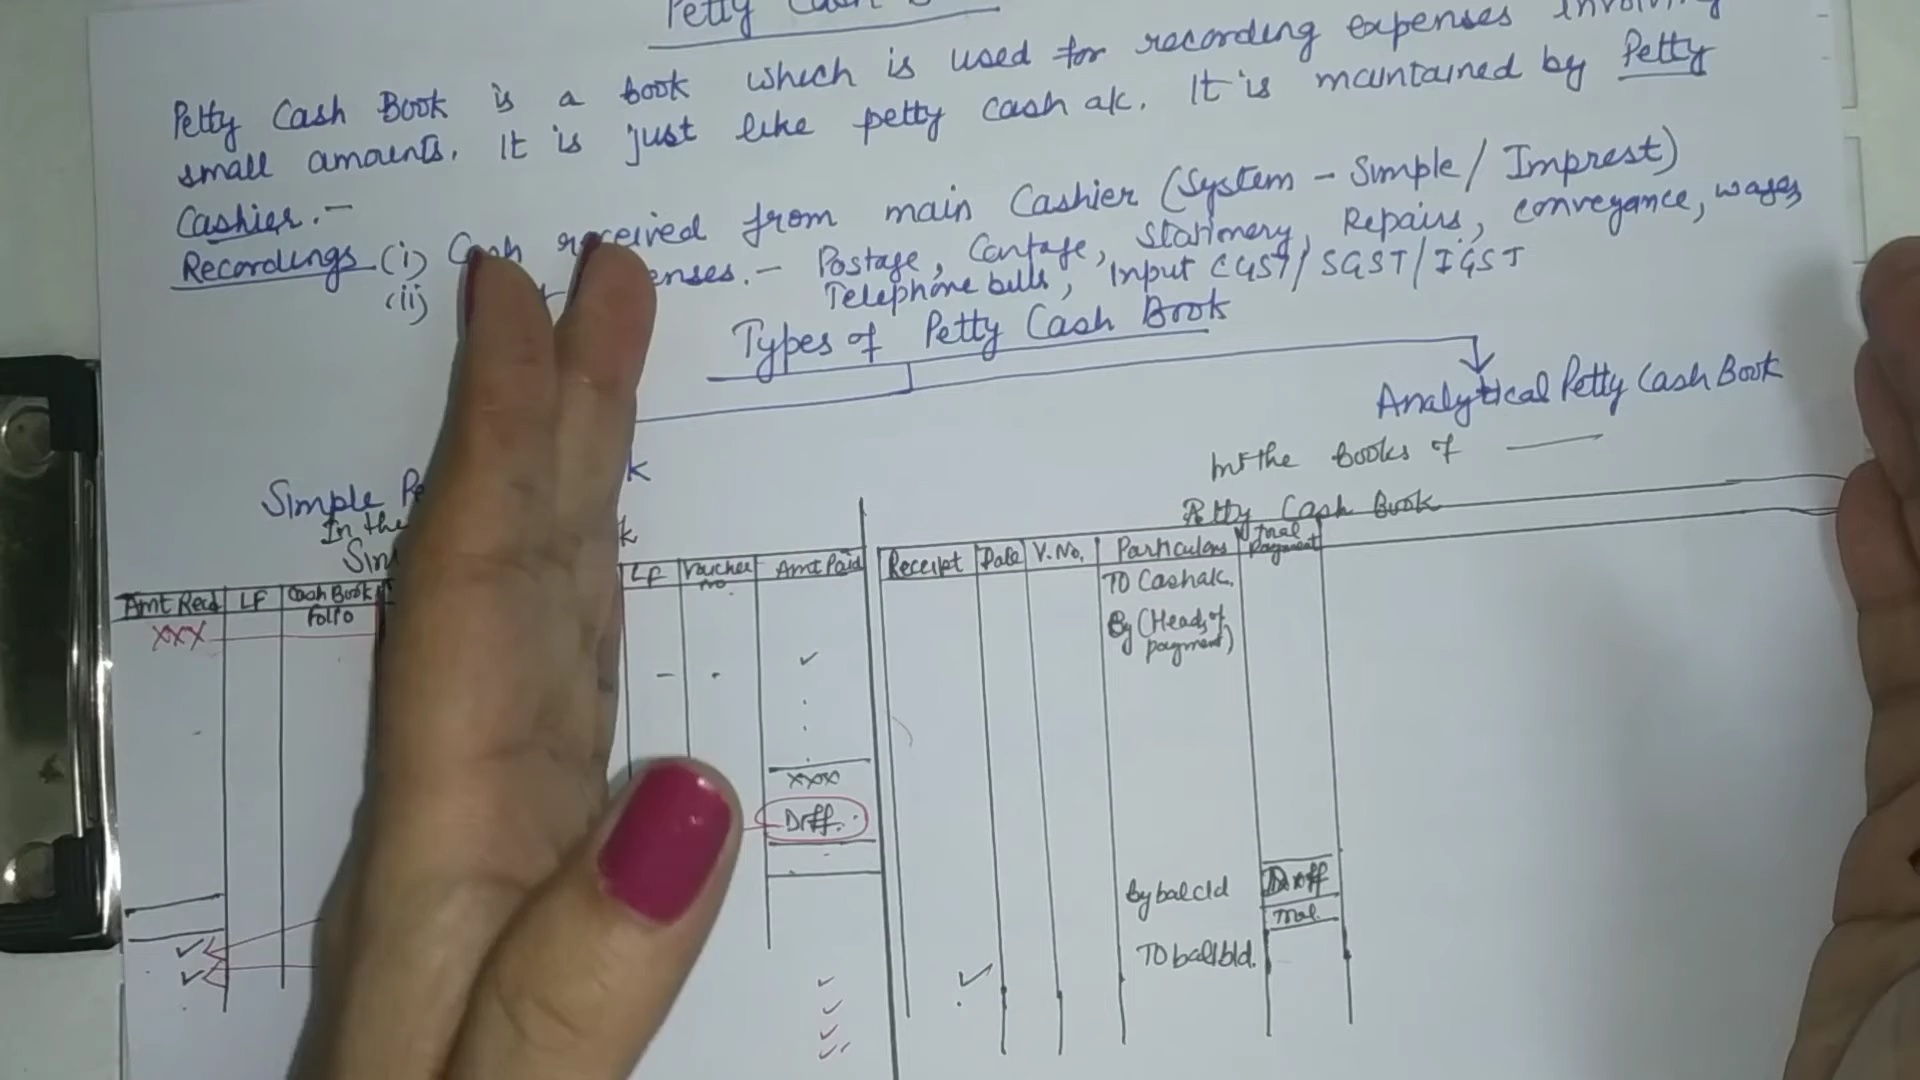 Petty Cash
Petty Cash Book is a book which is used for recording expenses involving
small amounts. It is just like petty cash a/c. It is maintained by Petty
Cashier.-
Recordings (i) Cash received from main Cashier (System - Simple/ Imprest)
(ii) enses.- Postage, Cartage, Stationery, Repairs, conveyance, wages
Telephone bills, Input CGST/ SGST/ IGST
Types of Petty Cash Book
Analytical Petty Cash Book
Simple Pe k
In the k
Sim
Amt Recd LF Cash Book Folio LF Voucher no. Amt Paid
xxx
xxx
Diff.
In the books of
Petty Cash Book
Receipt Date V.No. Particulars Total Payment
TO Cash a/c.
By (Heads of
payment)
by bal c/d Diff
Total
TO bal b/d.